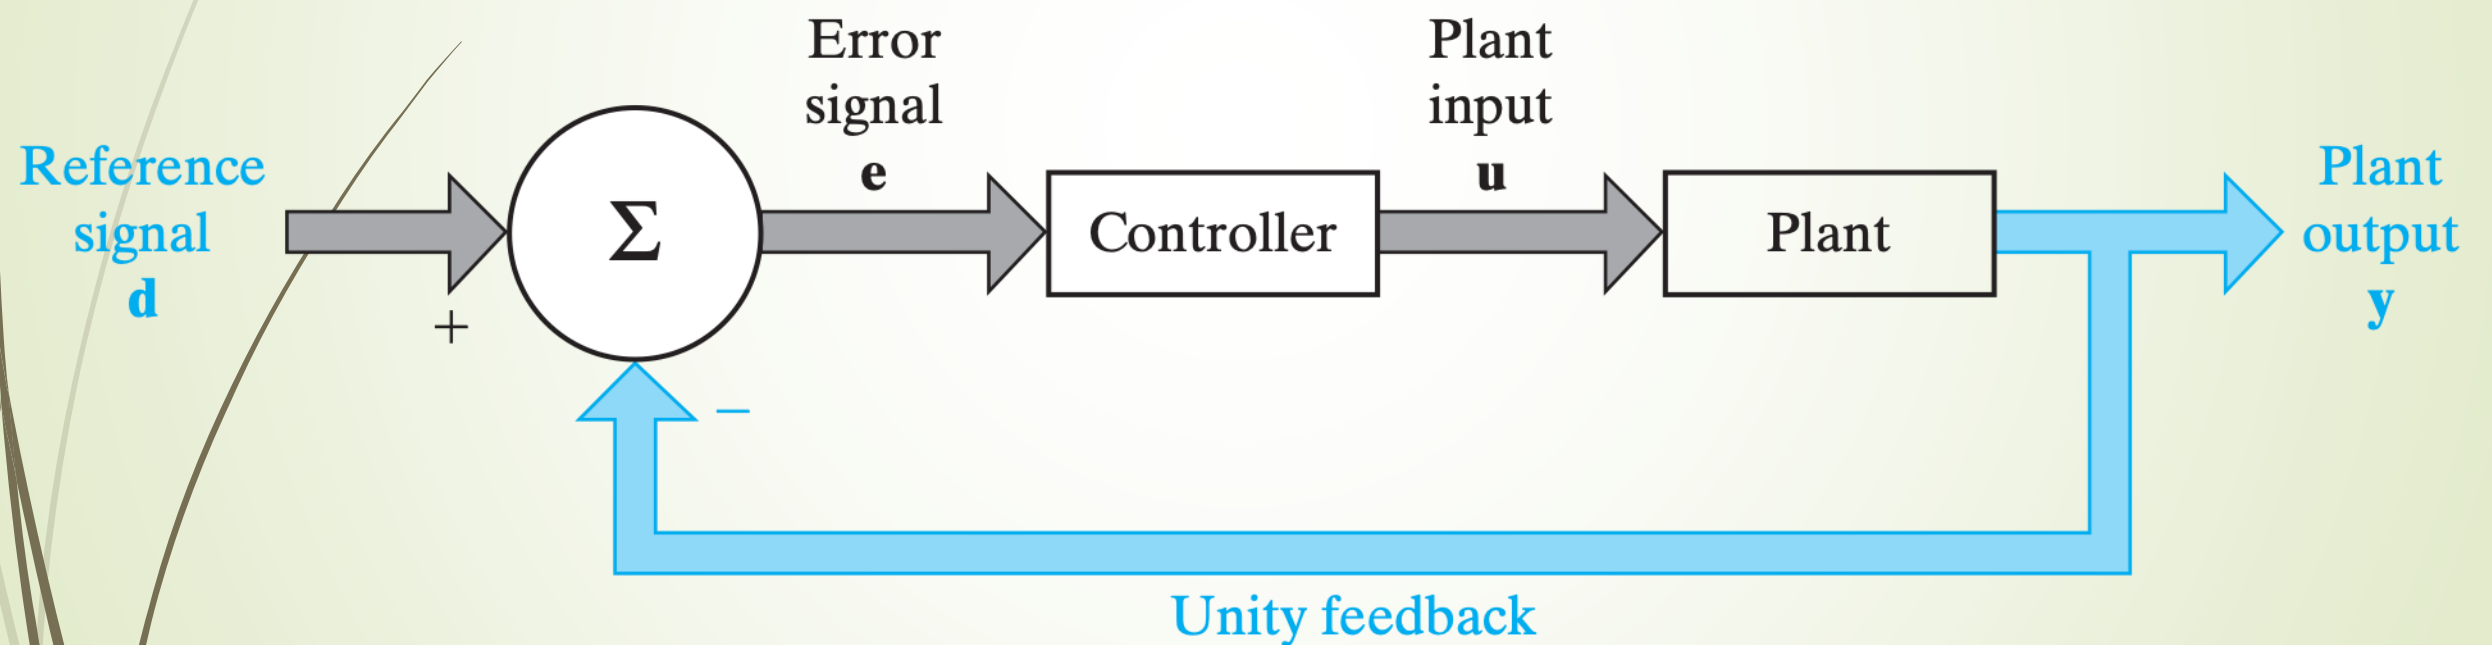 Reference
signal
d
+
Σ
Error
signal
e
Controller
Plant
input
u
Plant
Plant
output
y
−
Unity feedback